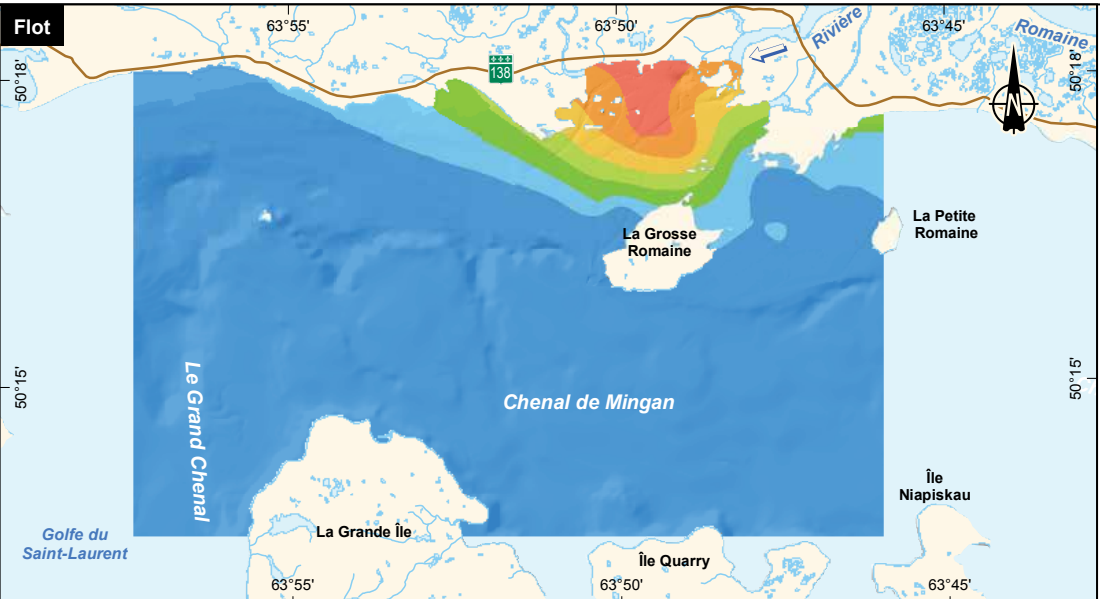 Flot
63°55'
63°50'
63°45'
Rivière
Romaine
138
50°18'
50°18'
La Petite
Romaine
La Grosse
Romaine
50°15'
50°15'
Le Grand Chenal
Chenal de Mingan
N
Île
Niapiskau
Golfe du
Saint-Laurent
La Grande Île
Île Quarry
63°55'
63°50'
63°45'